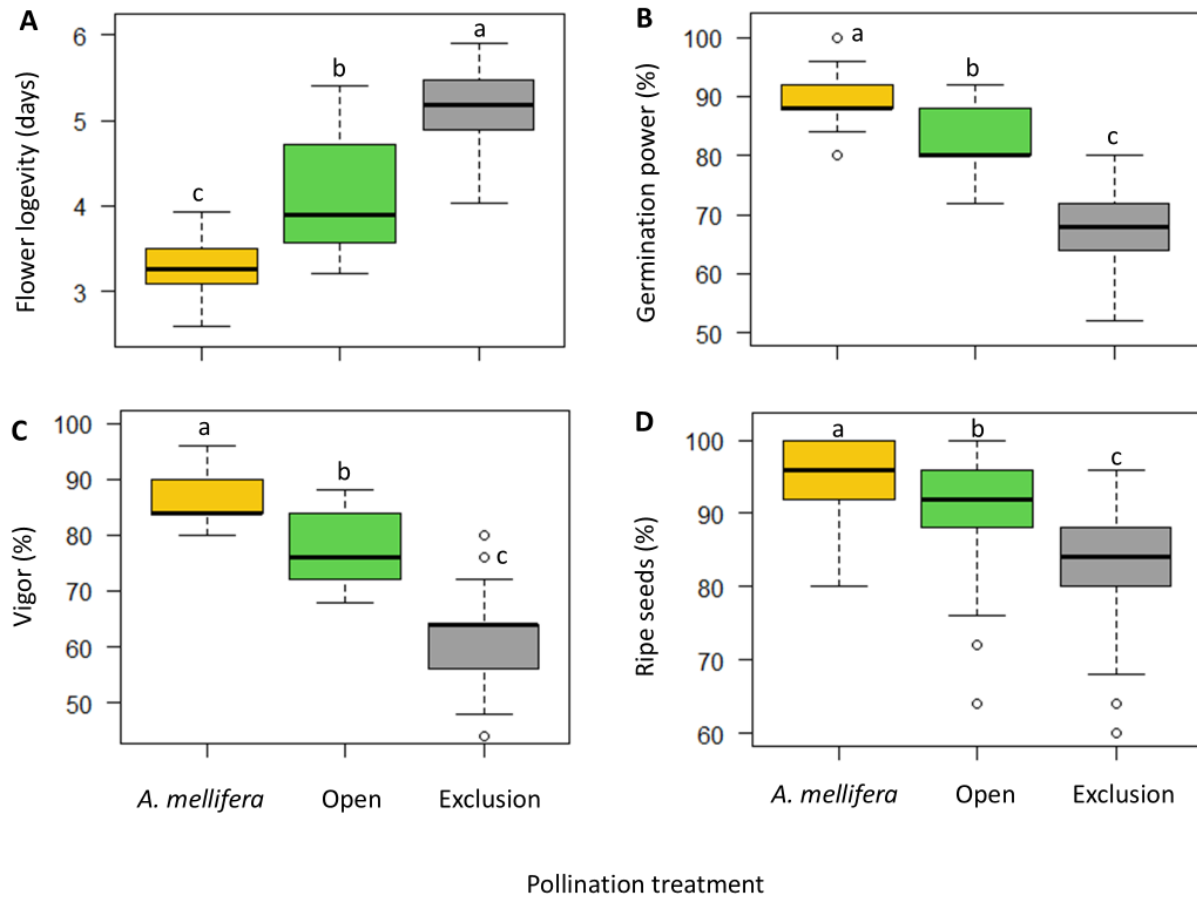 A
Flower logevity (days)
6
5
4
3
c
b
a
B
Germination power (%)
100
90
80
70
60
50
a
b
c
C
Vigor (%)
100
90
80
70
60
50
a
b
c
A. mellifera
Open
Exclusion
D
Ripe seeds (%)
100
90
80
70
60
a
b
c
A. mellifera
Open
Exclusion
Pollination treatment